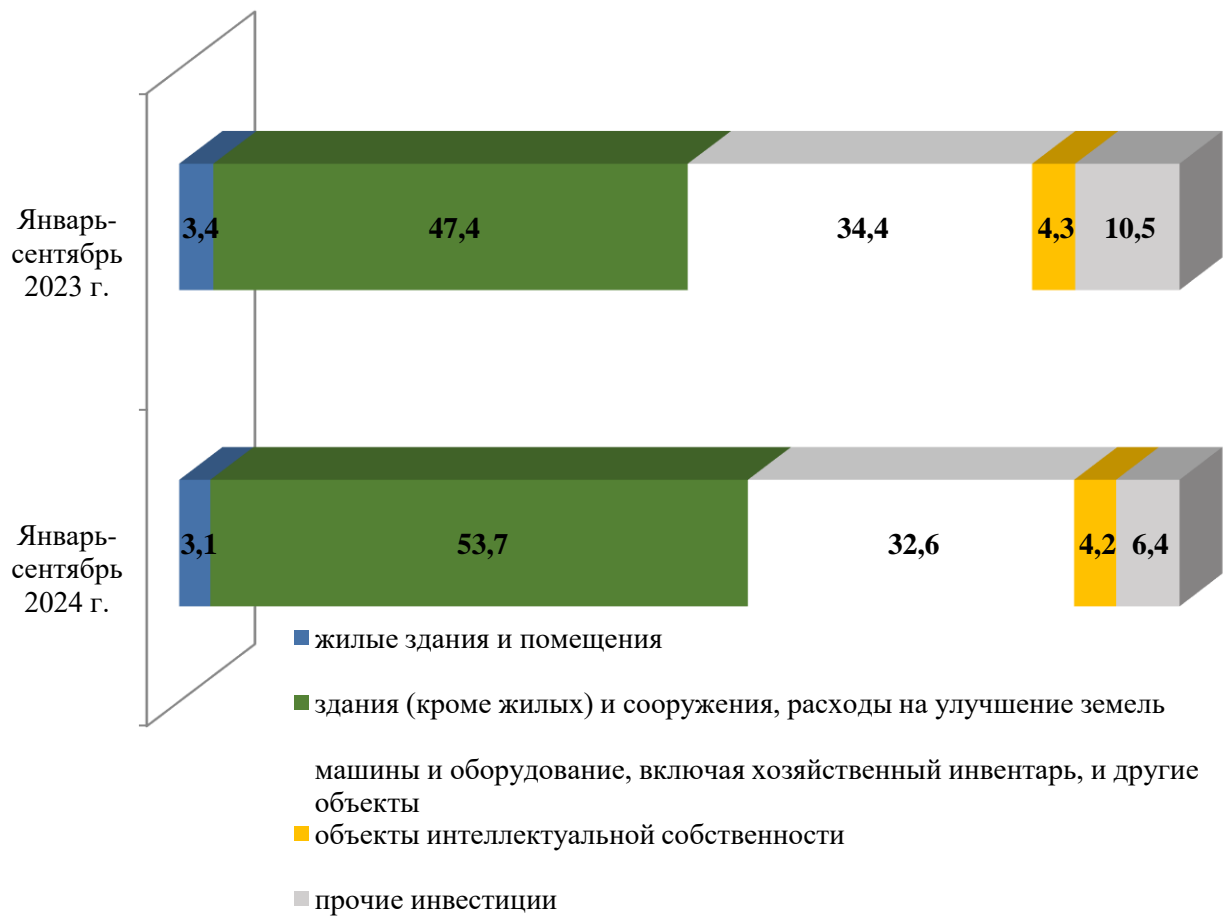 Январь-
сентябрь
2023 г.
3,4
47,4
34,4
4,3
10,5
Январь-
сентябрь
2024 г.
3,1
53,7
32,6
4,2
6,4
жилые здания и помещения
здания (кроме жилых) и сооружения, расходы на улучшение земель
машины и оборудование, включая хозяйственный инвентарь, и другие
объекты
объекты интеллектуальной собственности
прочие инвестиции